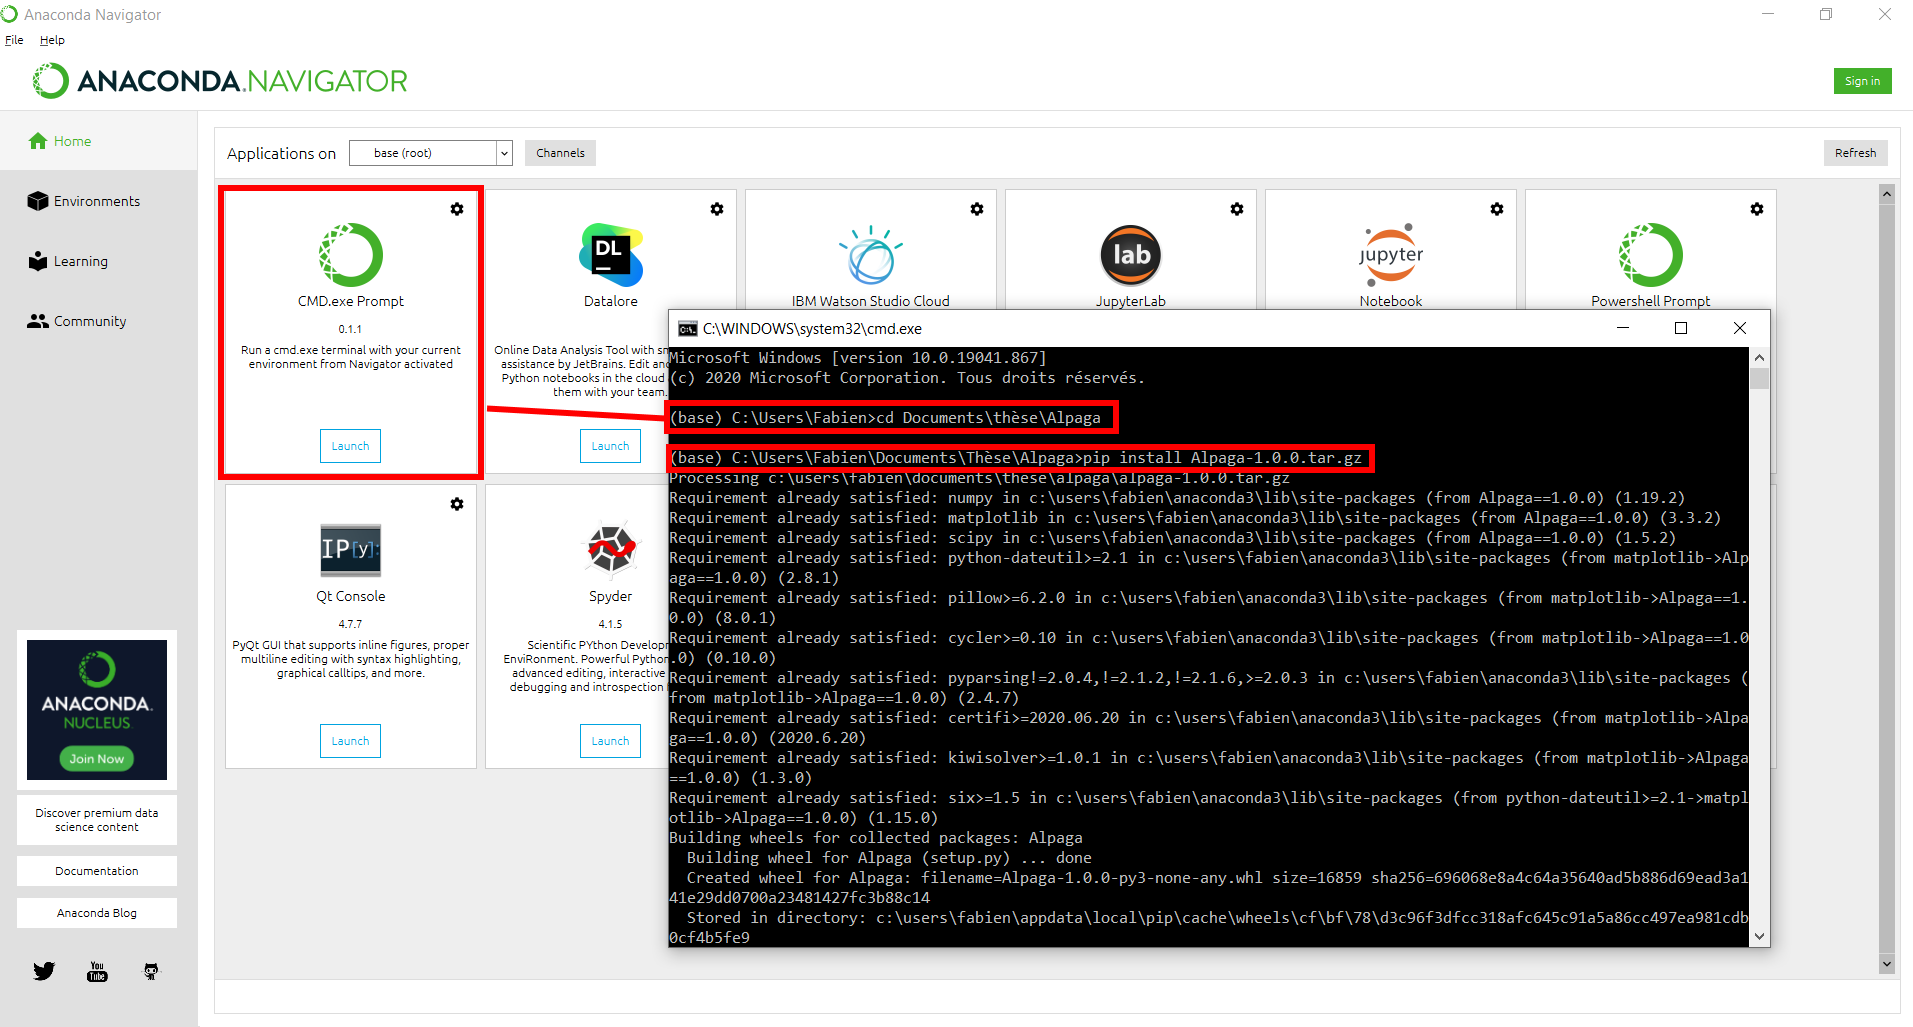 Anaconda Navigator
File Help
ANACONDA.NAVIGATOR
Sign in
Home
Environments
Learning
Community
ANACONDA.
NUCLEUS
Join Now
Discover premium data
science content
Documentation
Anaconda Blog
You
Tube
Applications on base (root) Channels Refresh
CMD.exe Prompt
0.1.1
Run a cmd.exe terminal with your current
environment from Navigator activated
Launch
DL
Datalore
Online Data Analysis Tool with sm
assistance by JetBrains. Edit and
Python notebooks in the cloud
them with your team.
Launch
IBM Watson Studio Cloud
lab
JupyterLab
jupyter
Notebook
Powershell Prompt
IP[y]:
Qt Console
4.7.7
PyQt GUI that supports inline figures, proper
multiline editing with syntax highlighting,
graphical calltips, and more.
Launch
Spyder
4.1.5
Scientific PYthon Develop
EnviRonment. Powerful Python
advanced editing, interactive
debugging and introspection
Launch
C:\WINDOWS\system32\cmd.exe
Microsoft Windows [version 10.0.19041.867]
(c) 2020 Microsoft Corporation. Tous droits réservés.
(base) C:\Users\Fabien>cd Documents\thèse\Alpaga
(base) C:\Users\Fabien\Documents\Thèse\Alpaga>pip install Alpaga-1.0.0.tar.gz
Processing c:\users\fabien\documents\thèse\alpaga\alpaga-1.0.0.tar.gz
Requirement already satisfied: numpy in c:\users\fabien\anaconda3\lib\site-packages (from Alpaga==1.0.0) (1.19.2)
Requirement already satisfied: matplotlib in c:\users\fabien\anaconda3\lib\site-packages (from Alpaga==1.0.0) (3.3.2)
Requirement already satisfied: scipy in c:\users\fabien\anaconda3\lib\site-packages (from Alpaga==1.0.0) (1.5.2)
Requirement already satisfied: python-dateutil>=2.1 in c:\users\fabien\anaconda3\lib\site-packages (from matplotlib->Alp
aga==1.0.0) (2.8.1)
Requirement already satisfied: pillow>=6.2.0 in c:\users\fabien\anaconda3\lib\site-packages (from matplotlib->Alpaga==1.
0.0) (8.0.1)
Requirement already satisfied: cycler>=0.10 in c:\users\fabien\anaconda3\lib\site-packages (from matplotlib->Alpaga==1.0
.0) (0.10.0)
Requirement already satisfied: pyparsing!=2.0.4,!=2.1.2,!=2.1.6,>=2.0.3 in c:\users\fabien\anaconda3\lib\site-packages (
from matplotlib->Alpaga==1.0.0) (2.4.7)
Requirement already satisfied: certifi>=2020.06.20 in c:\users\fabien\anaconda3\lib\site-packages (from matplotlib->Alpa
ga==1.0.0) (2020.6.20)
Requirement already satisfied: kiwisolver>=1.0.1 in c:\users\fabien\anaconda3\lib\site-packages (from matplotlib->Alpaga
==1.0.0) (1.3.0)
Requirement already satisfied: six>=1.5 in c:\users\fabien\anaconda3\lib\site-packages (from python-dateutil>=2.1->matpl
otlib->Alpaga==1.0.0) (1.15.0)
Building wheels for collected packages: Alpaga
Building wheel for Alpaga (setup.py) ... done
Created wheel for Alpaga: filename=Alpaga-1.0.0-py3-none-any.whl size=16859 sha256=696068e8a4c64a35640ad5b886d69ead3a1
41e29dd0700a23481427fc3b88c14
Stored in directory: c:\users\fabien\appdata\local\pip\cache\wheels\cf\bf\78\d3c96f3dfcc318afc645c91a5a86cc497ea981cdb
0cf4b5fe9